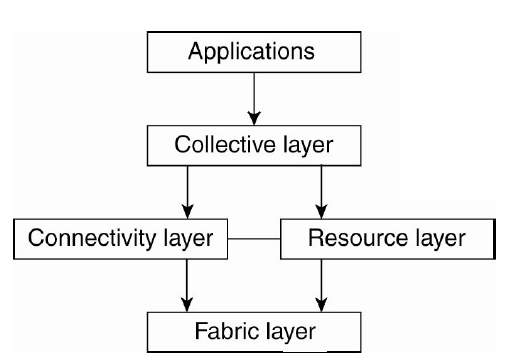 Applications
Collective layer
Connectivity layer
Resource layer
Fabric layer